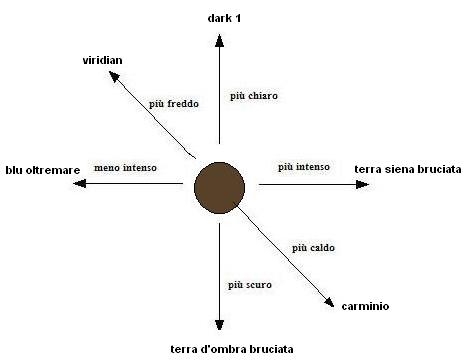 dark 1
viridian
più chiaro
più freddo
blu oltremare
meno intenso
più intenso
terra siena bruciata
più caldo
più scuro
carminio
terra d'ombra bruciata